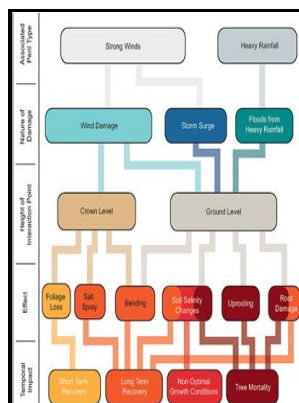 Associated
Peril Type
Strong Winds
Heavy Rainfall
Nature of
Damage
Wind Damage
Storm Surge
Floods from
Heavy Rainfall
Height of
Interaction Point
Crown Level
Ground Level
Effect
Foliage
Loss
Salt
Spray
Bending
Soil Salinity
Changes
Uprooting
Root
Damage
Temporal
Impact
Short Term
Recovery
Long Term
Recovery
Non Optimal
Growth Conditions
Tree Mortality